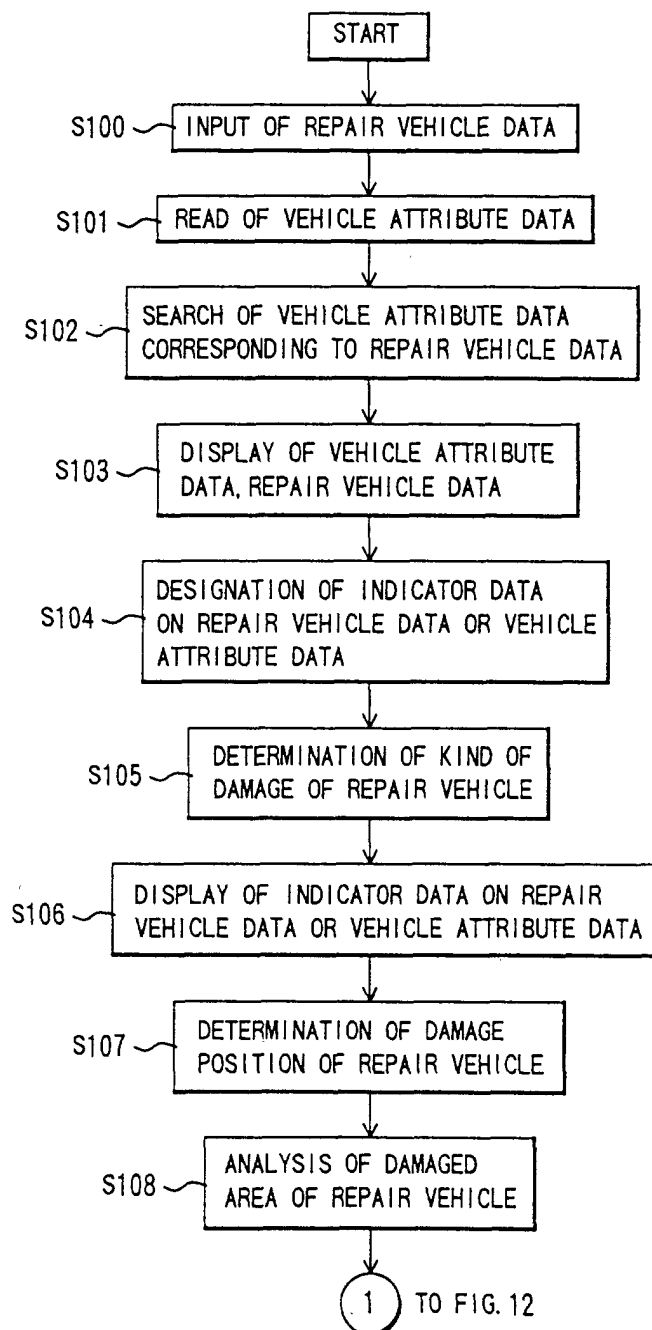 START
S100
INPUT OF REPAIR VEHICLE DATA
S101
READ OF VEHICLE ATTRIBUTE DATA
S102
SEARCH OF VEHICLE ATTRIBUTE DATA
CORRESPONDING TO REPAIR VEHICLE DATA
S103
DISPLAY OF VEHICLE ATTRIBUTE
DATA, REPAIR VEHICLE DATA
S104
DESIGNATION OF INDICATOR DATA
ON REPAIR VEHICLE DATA OR VEHICLE
ATTRIBUTE DATA
S105
DETERMINATION OF KIND OF
DAMAGE OF REPAIR VEHICLE
S106
DISPLAY OF INDICATOR DATA ON REPAIR
VEHICLE DATA OR VEHICLE ATTRIBUTE DATA
S107
DETERMINATION OF DAMAGE
POSITION OF REPAIR VEHICLE
S108
ANALYSIS OF DAMAGED
AREA OF REPAIR VEHICLE
1 TO FIG. 12